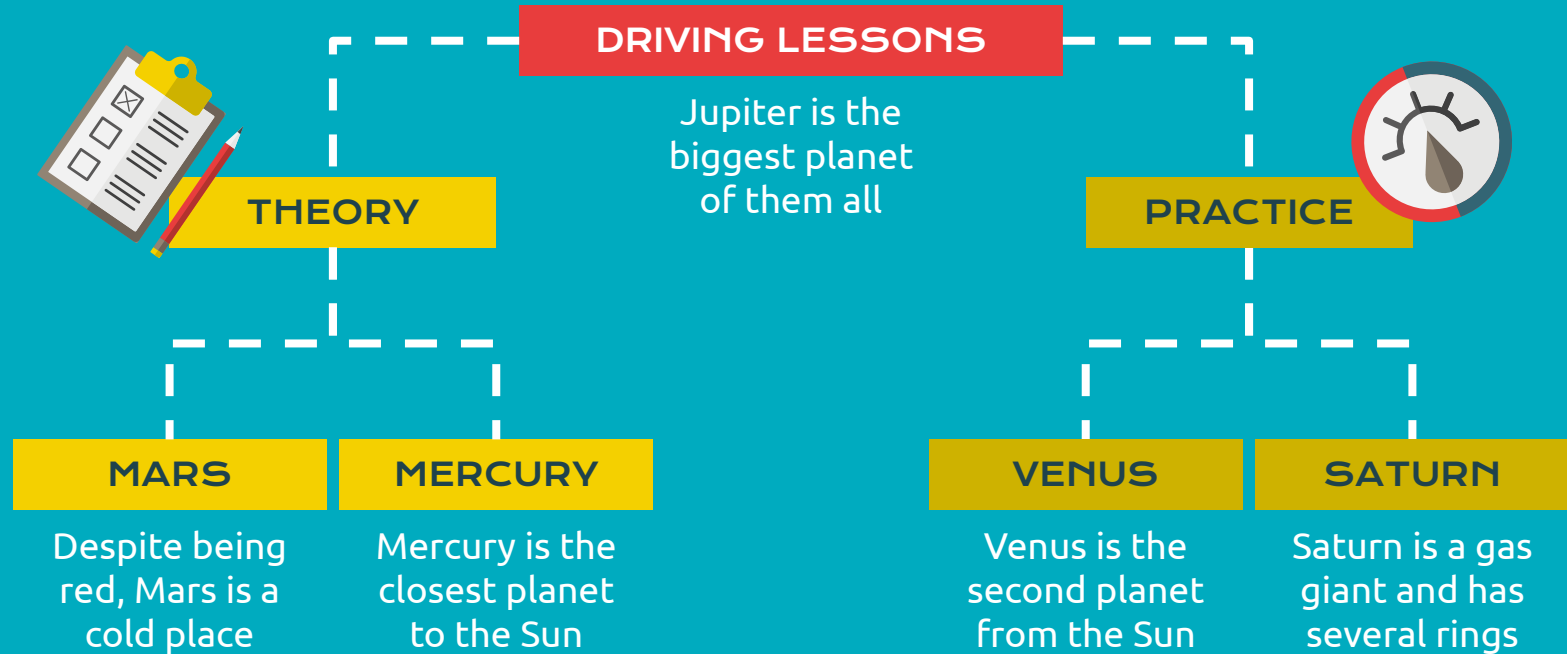 DRIVING LESSONS
Jupiter is the
biggest planet
of them all
THEORY
PRACTICE
MARS
Despite being
red, Mars is a
cold place
MERCURY
Mercury is the
closest planet
to the Sun
VENUS
Venus is the
second planet
from the Sun
SATURN
Saturn is a gas
giant and has
several rings